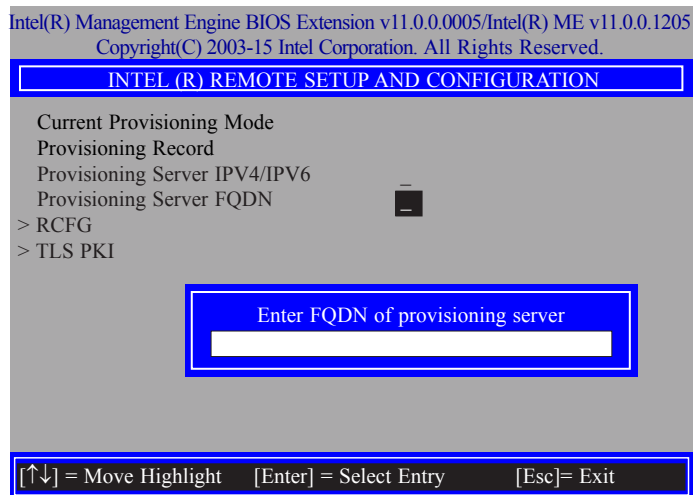 Intel(R) Management Engine BIOS Extension v11.0.0.0005/Intel(R) ME v11.0.0.1205
Copyright(C) 2003-15 Intel Corporation. All Rights Reserved.
INTEL (R) REMOTE SETUP AND CONFIGURATION
Current Provisioning Mode
Provisioning Record
Provisioning Server IPV4/IPV6 _
Provisioning Server FQDN _
> RCFG
> TLS PKI
Enter FQDN of provisioning server
[↑↓] = Move Highlight [Enter] = Select Entry [Esc]= Exit